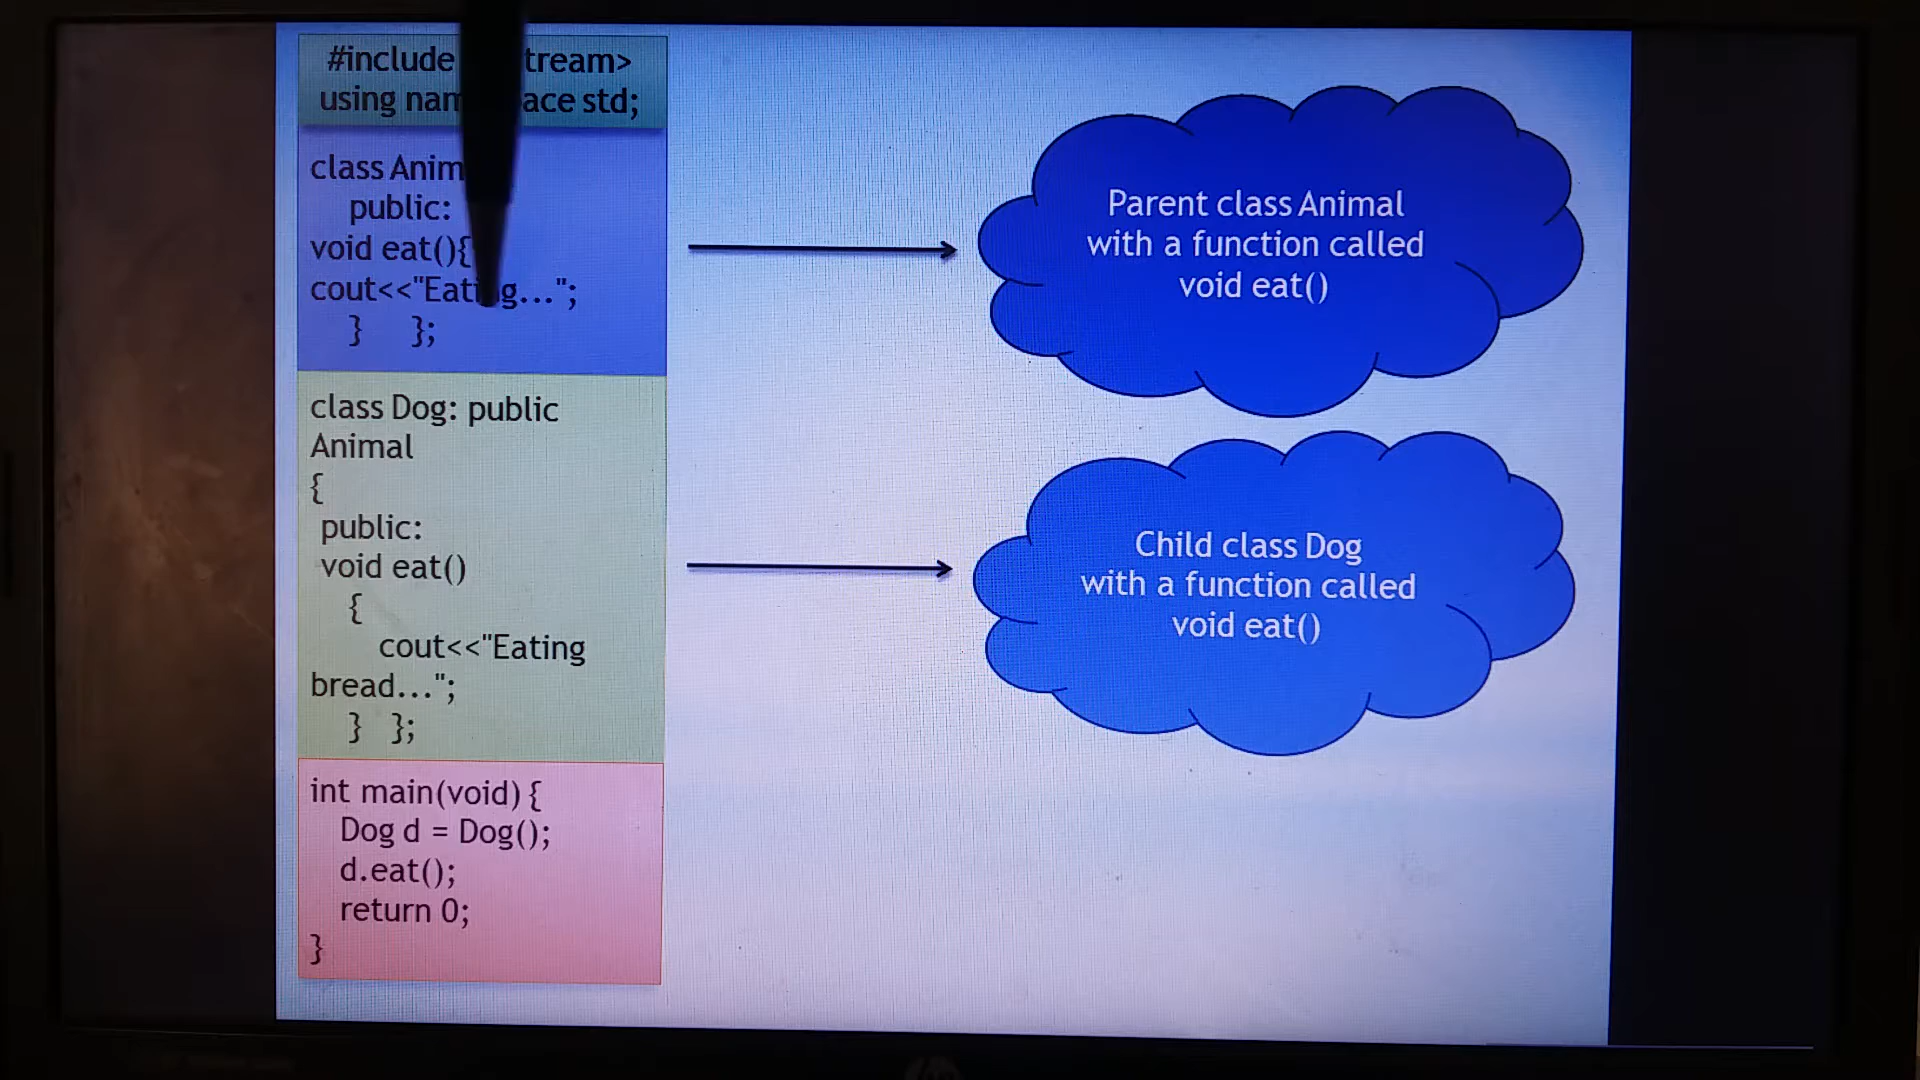 #include tream>
using nam ace std;
class Anim
public:
void eat(){
cout<<"Eating...";
} };
class Dog: public
Animal
{
public:
void eat()
{
cout<<"Eating
bread...";
} };
int main(void) {
Dog d = Dog();
d.eat();
return 0;
}
Parent class Animal
with a function called
void eat()
Child class Dog
with a function called
void eat()